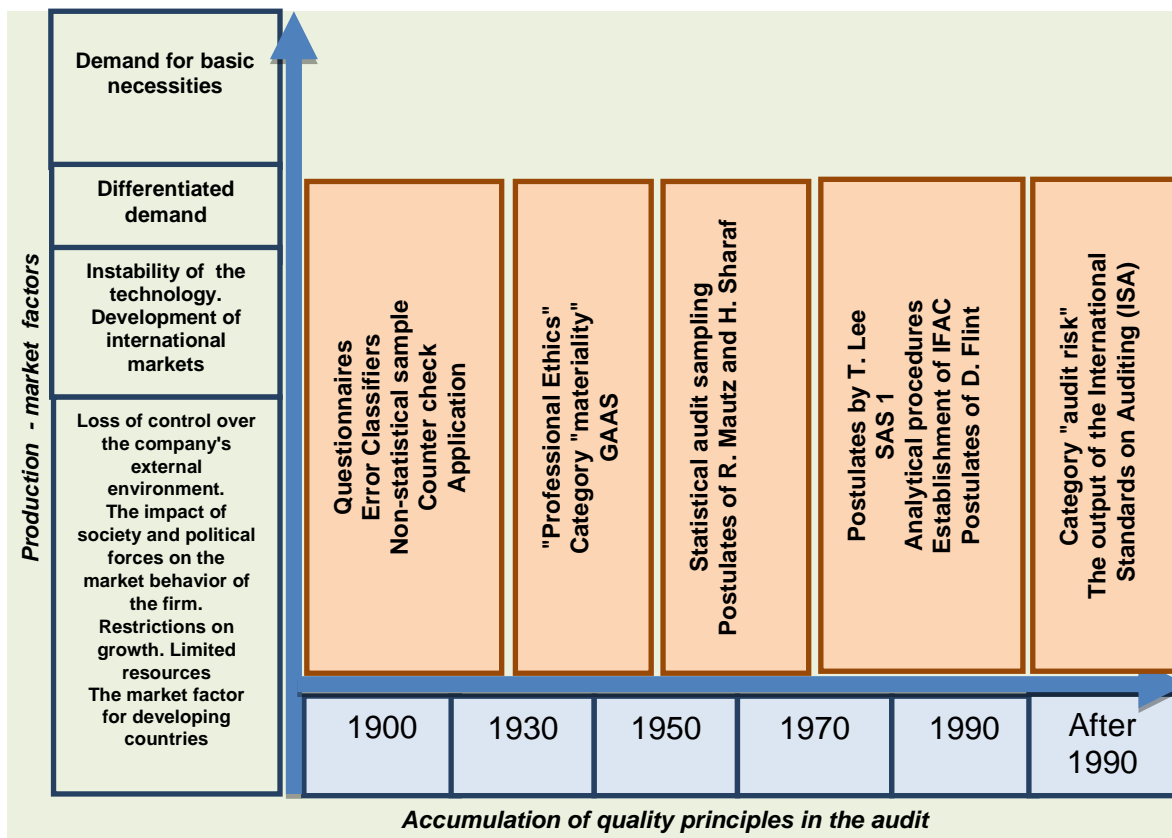 Production - market factors
Demand for basic
necessities
Differentiated
demand
Instability of the
technology.
Development of
international
markets
Loss of control over
the company's
external
environment.
The impact of
society and political
forces on the
market behavior of
the firm.
Restrictions on
growth. Limited
resources
The market factor
for developing
countries
Questionnaires
Error Classifiers
Non-statistical sample
Counter check
Application
"Professional Ethics"
Category "materiality"
GAAS
Statistical audit sampling
Postulates of R. Mautz and H. Sharaf
Postulates by T. Lee
SAS 1
Analytical procedures
Establishment of IFAC
Postulates of D. Flint
Category "audit risk"
The output of the International
Standards on Auditing (ISA)
1900
1930
1950
1970
1990
After
1990
Accumulation of quality principles in the audit